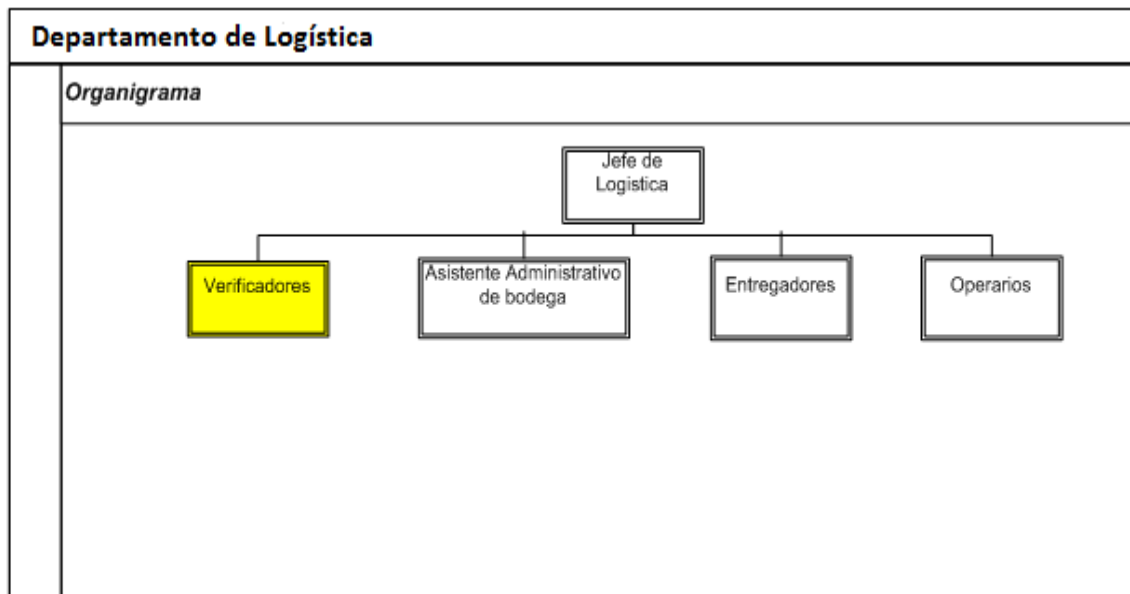 Departamento de Logística
Organigrama
Jefe de
Logistica
Verificadores
Asistente Administrativo
de bodega
Entregadores
Operarios